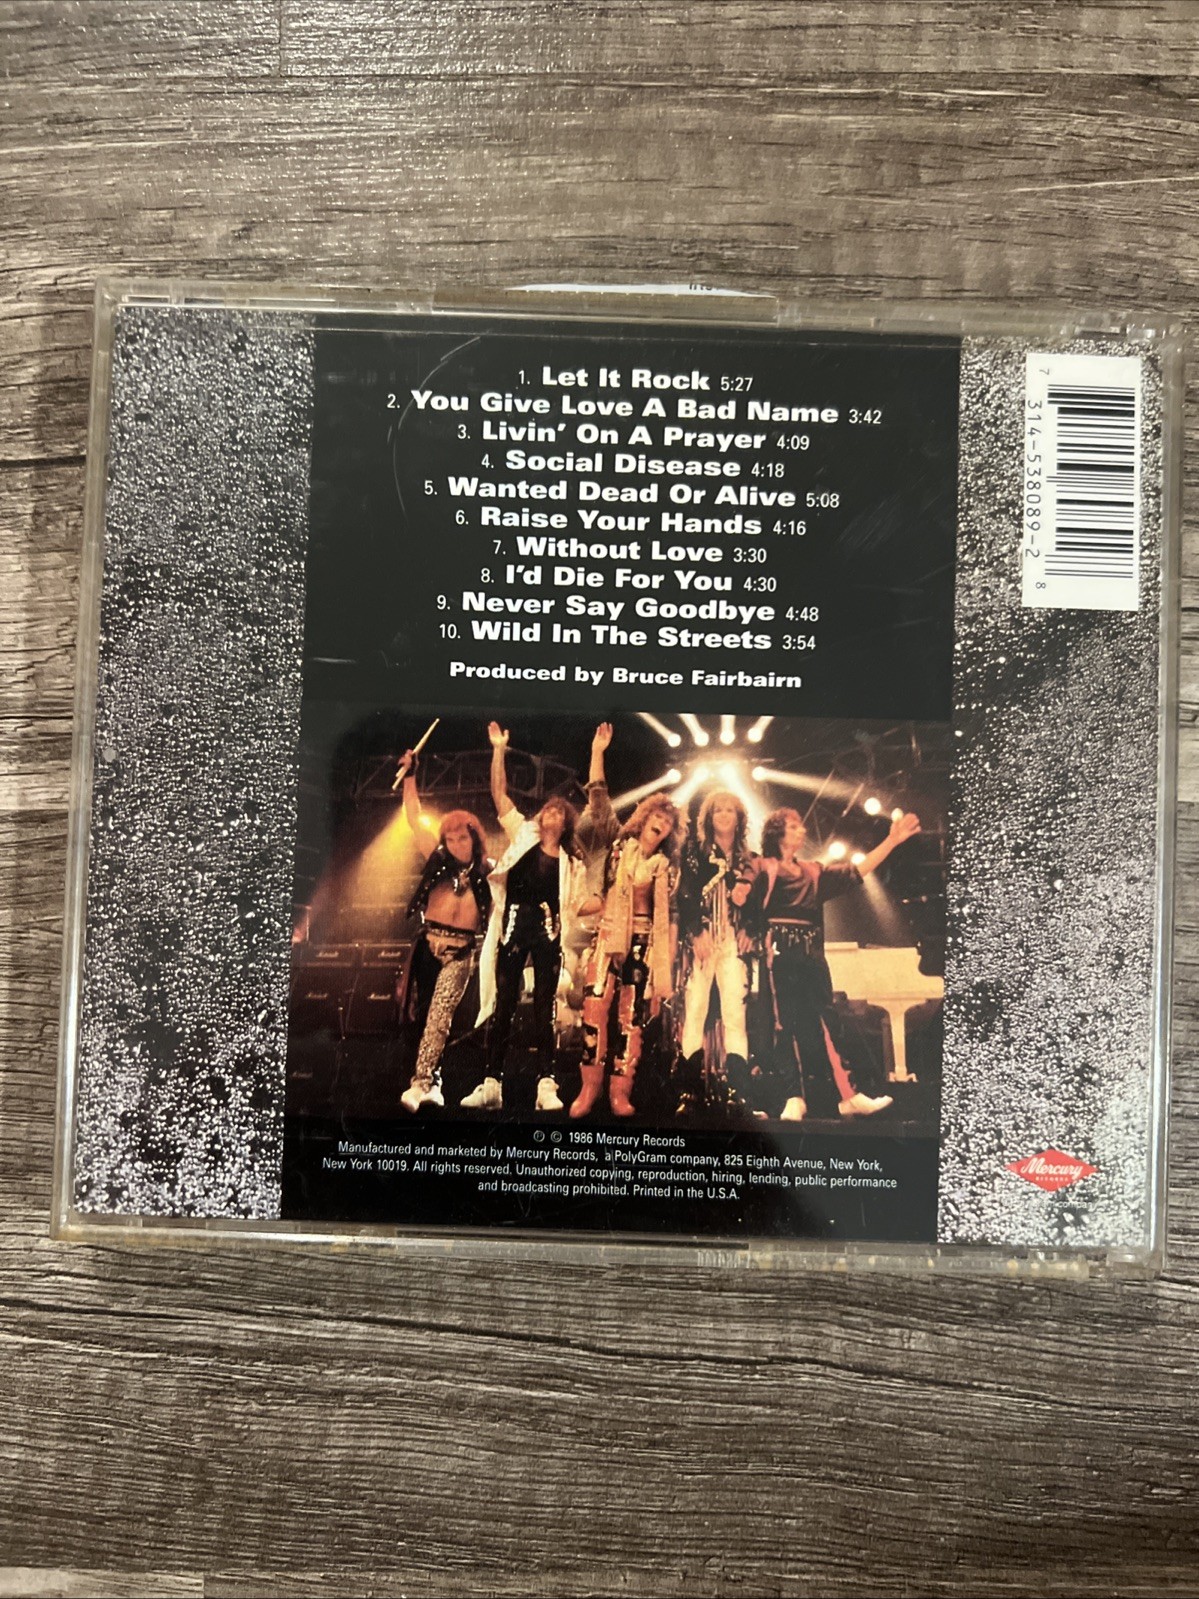 1. Let It Rock 5:27
2. You Give Love A Bad Name 3:42
3. Livin' On A Prayer 4:09
4. Social Disease 4:18
5. Wanted Dead Or Alive 5:08
6. Raise Your Hands 4:16
7. Without Love 3:30
8. I'd Die For You 4:30
9. Never Say Goodbye 4:48
10. Wild In The Streets 3:54
Produced by Bruce Fairbairn
7 314-538089-2 8
Marshall Marshall
Marshall Marshall
℗ © 1986 Mercury Records
Manufactured and marketed by Mercury Records, a PolyGram company, 825 Eighth Avenue, New York,
New York 10019. All rights reserved. Unauthorized copying, reproduction, hiring, lending, public performance
and broadcasting prohibited. Printed in the U.S.A.
Mercury
RECORDS